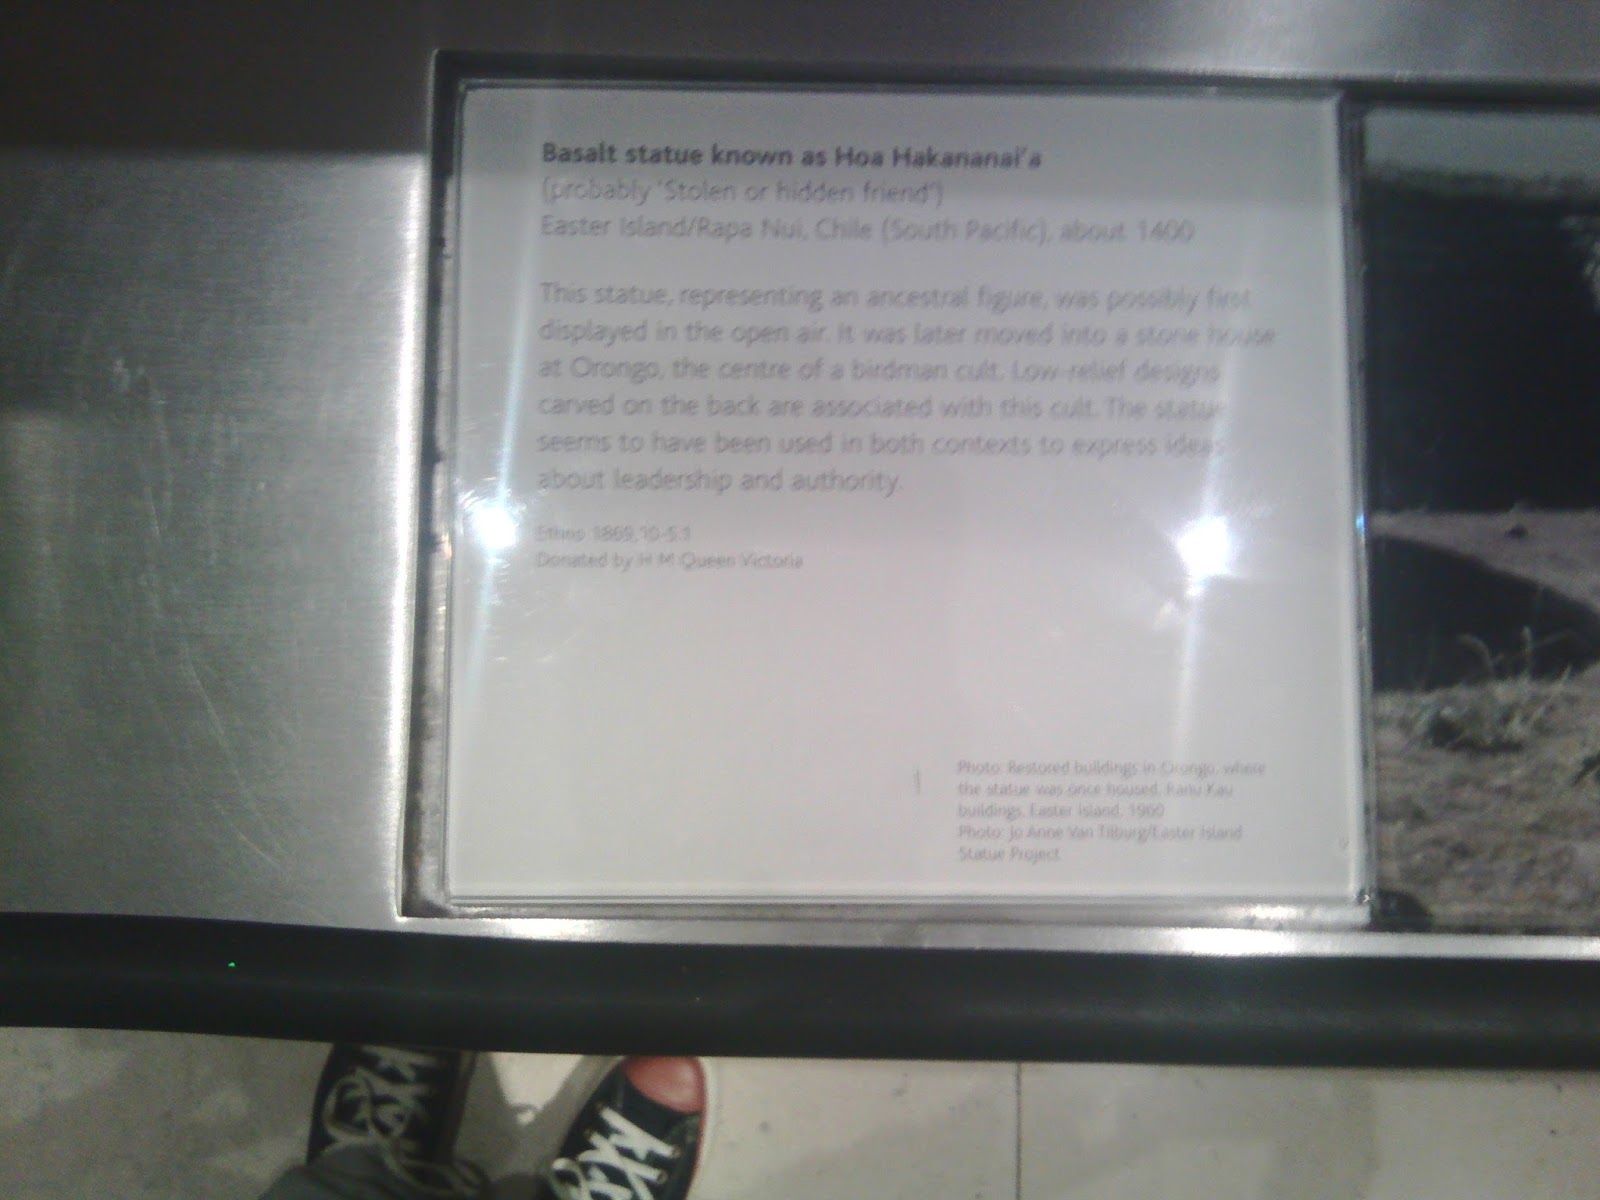 Basalt statue known as Hoa Hakananai'a
(probably 'Stolen or hidden friend')
Easter Island/Rapa Nui, Chile (South Pacific), about 1400
This statue, representing an ancestral figure, was possibly first
displayed in the open air. It was later moved into a stone house
at Orongo, the centre of a birdman cult. Low-relief designs
carved on the back are associated with this cult. The statue
seems to have been used in both contexts to express ideas
about leadership and authority.
Ethno 1869,10-5.1
Donated by H M Queen Victoria
Photo: Restored buildings in Orongo, where
the statue was once housed. Ranu Kau
buildings, Easter Island, 1960
Photo: Jo Anne Van Tilburg/Easter Island
Statue Project